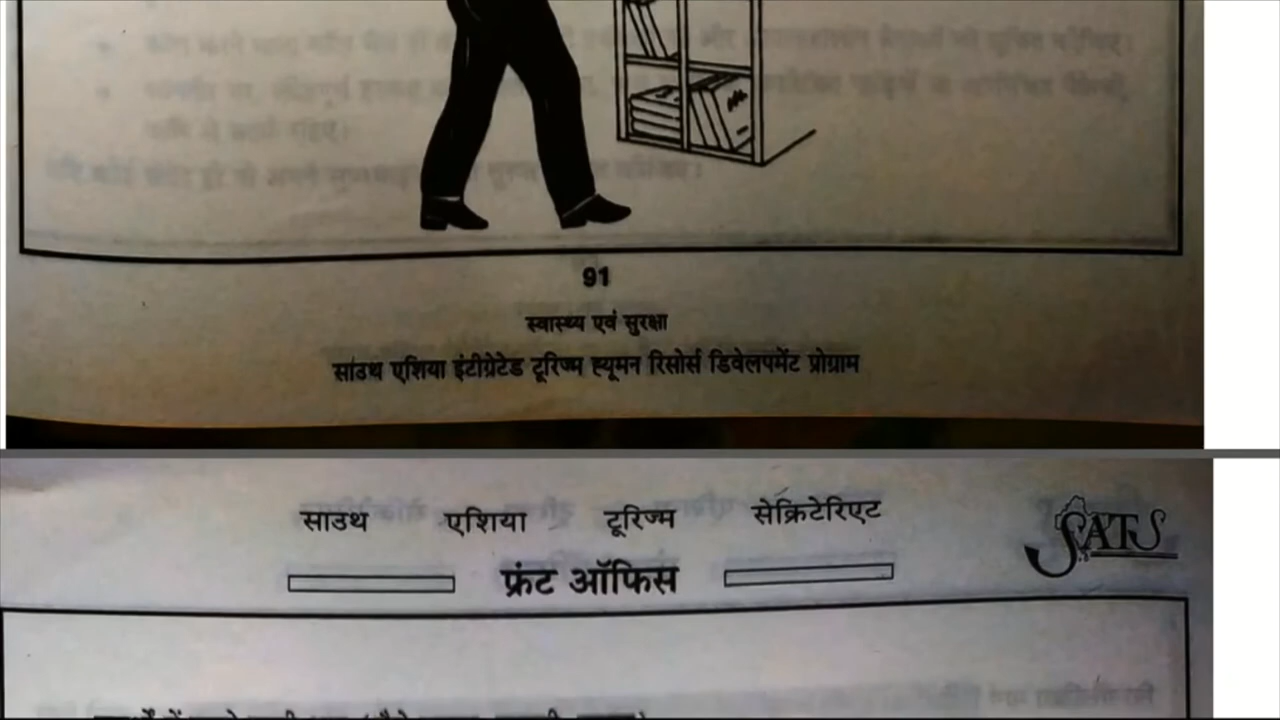 91
स्वास्थ्य एवं सुरक्षा
साउथ एशिया इंटीग्रेटेड टूरिज्म ह्यूमन रिसोर्स डिवेलपमेंट प्रोग्राम
साउथ एशिया टूरिज्म सेक्रिटेरिएट
SATS
फ्रंट ऑफिस